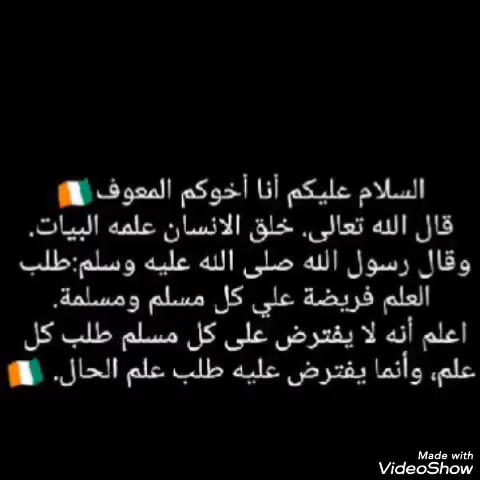 السلام عليكم أنا أخوكم المعوف 🇨🇮
قال الله تعالى. خلق الانسان علمه البيات.
وقال رسول الله صلى الله عليه وسلم:طلب
العلم فريضة علي كل مسلم ومسلمة.
اعلم أنه لا يفترض على كل مسلم طلب كل
علم، وأنما يفترض عليه طلب علم الحال. 🇨🇮
Made with
VideoShow